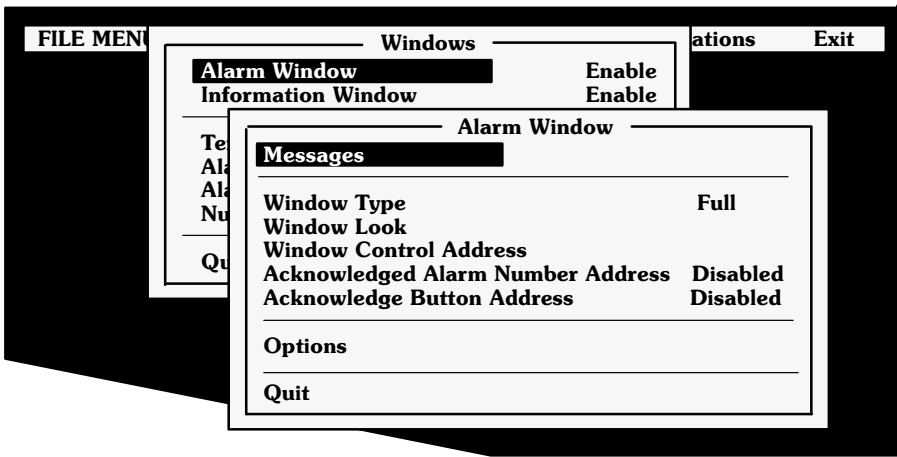 FILE MENU ations Exit
Windows
Alarm Window Enable
Information Window Enable
Alarm Window
Messages
Window Type Full
Window Look
Window Control Address
Acknowledged Alarm Number Address Disabled
Acknowledge Button Address Disabled
Options
Quit